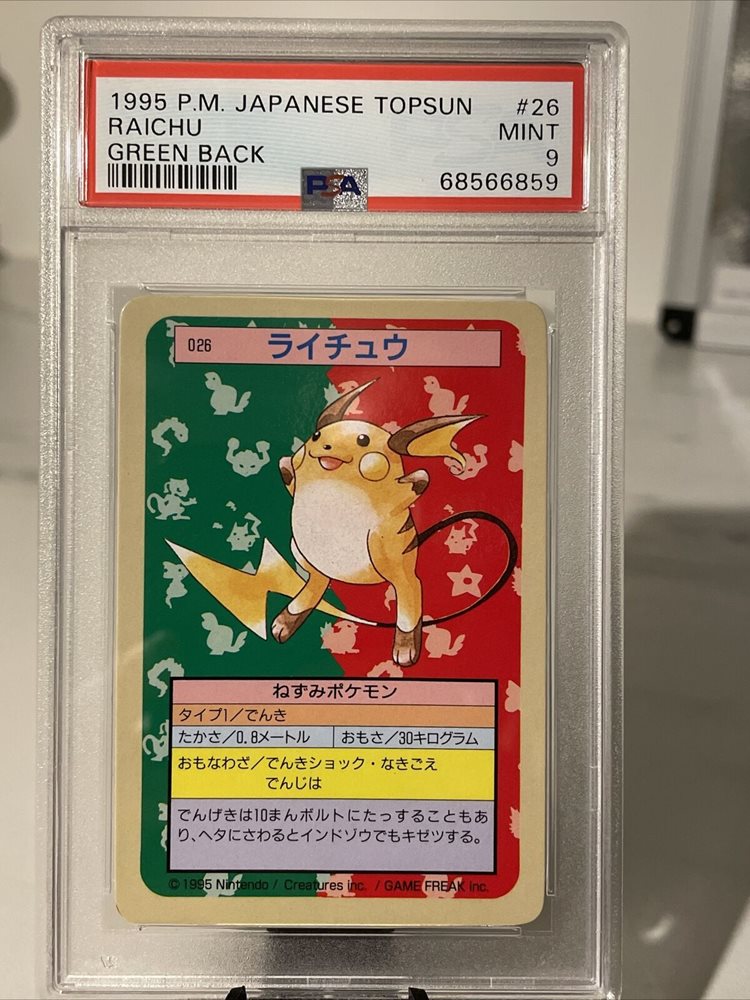 1995 P.M. JAPANESE TOPSUN #26
RAICHU MINT
GREEN BACK 9
PSA 68566859
026 ライチュウ
ねずみポケモン
タイプ1/でんき
たかさ/0.8メートル おもさ/30キログラム
おもなわざ/でんきショック・なきごえ
でんじは
でんげきは10まんボルトにたっすることもあ
り、ヘタにさわるとインドゾウでもキゼツする。
© 1995 Nintendo / Creatures inc. / GAME FREAK inc.